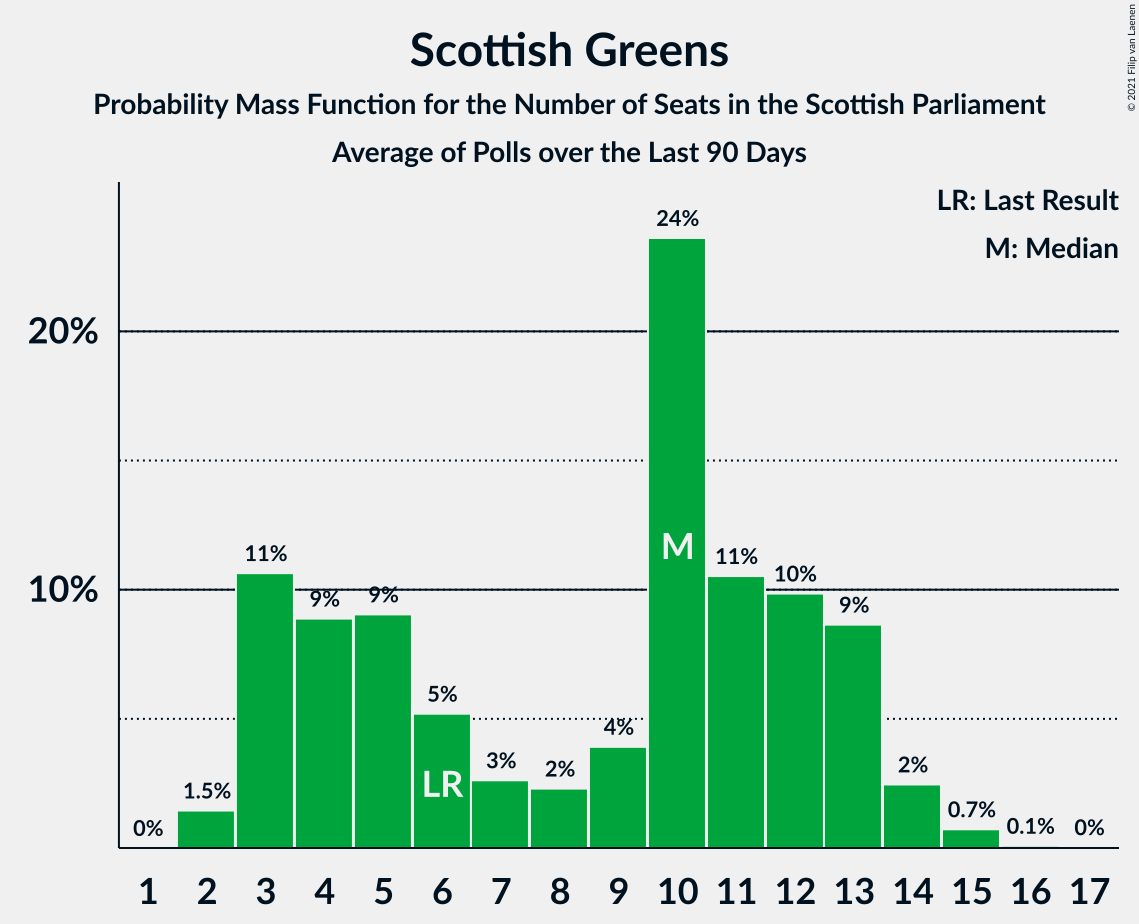 Scottish Greens
Probability Mass Function for the Number of Seats in the Scottish Parliament
Average of Polls over the Last 90 Days
© 2021 Filip van Laenen
LR: Last Result
M: Median
20%
10%
0%
1.5%
11%
9%
9%
5%
3%
2%
4%
24%
11%
10%
9%
2%
0.7%
0.1%
0%
LR
M
1 2 3 4 5 6 7 8 9 10 11 12 13 14 15 16 17